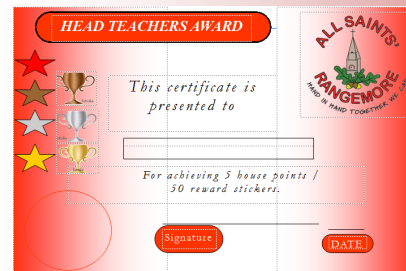 HEAD TEACHERS AWARD
ALL SAINTS'
RANGEMORE
HAND IN HAND TOGETHER WE CAN
This certificate is
presented to
For achieving 5 house points /
50 reward stickers.
Signature
DATE